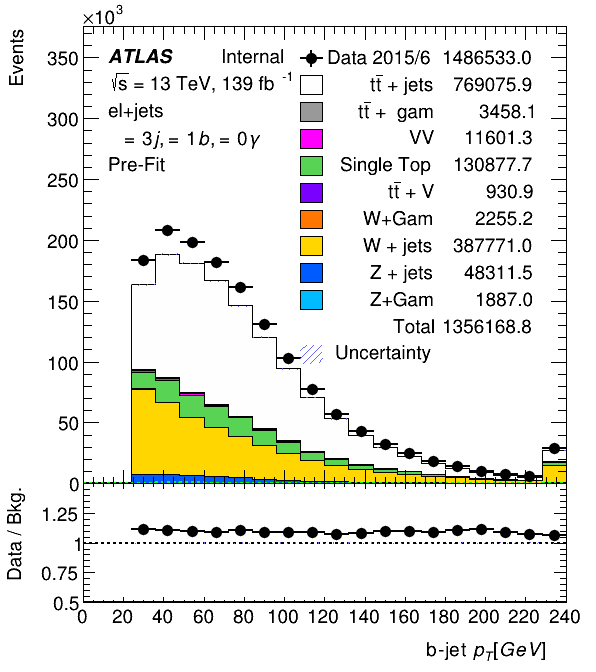 ×10³
Events
350
300
250
200
150
100
50
0
ATLAS Internal
√s = 13 TeV, 139 fb⁻¹
el+jets
= 3j, = 1b, = 0γ
Pre-Fit
Data 2015/6 1486533.0
tt̄ + jets 769075.9
tt̄ + gam 3458.1
VV 11601.3
Single Top 130877.7
tt̄ + V 930.9
W+Gam 2255.2
W + jets 387771.0
Z + jets 48311.5
Z+Gam 1887.0
Total 1356168.8
Uncertainty
Data / Bkg.
1.25
1
0.75
0.5
0 20 40 60 80 100 120 140 160 180 200 220 240
b-jet p_T[GeV]